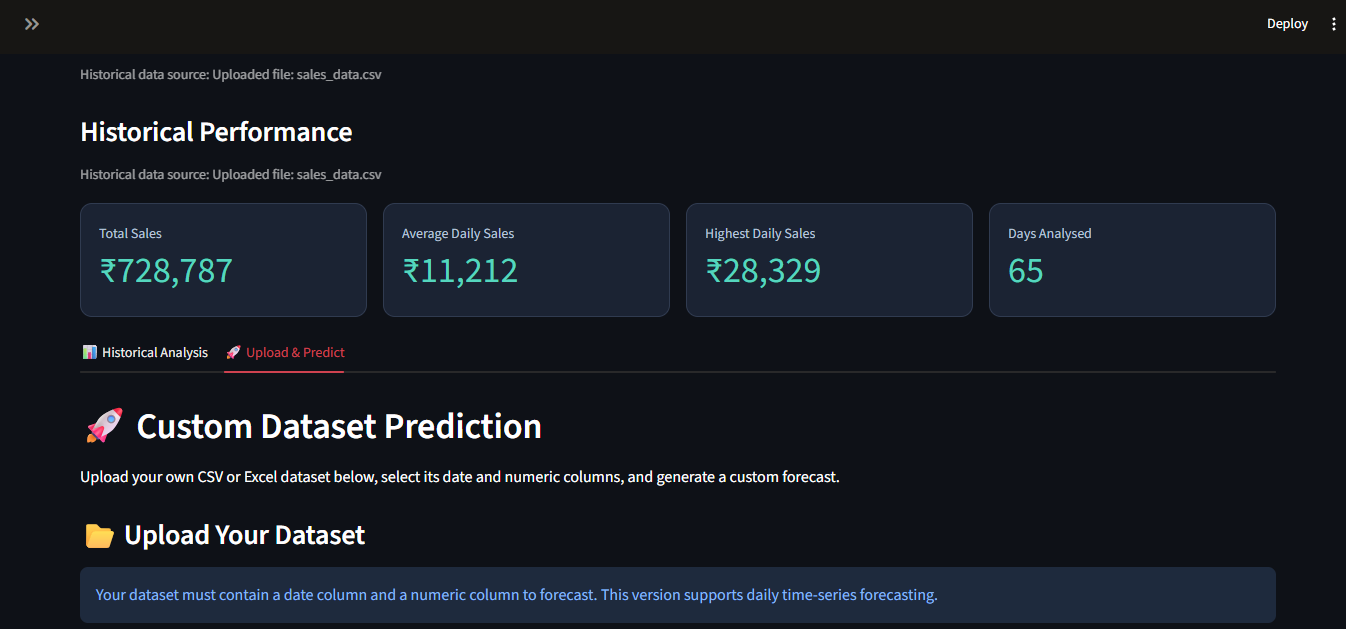 Deploy
Historical data source: Uploaded file: sales_data.csv
Historical Performance
Historical data source: Uploaded file: sales_data.csv
Total Sales
₹728,787
Average Daily Sales
₹11,212
Highest Daily Sales
₹28,329
Days Analysed
65
Historical Analysis
Upload & Predict
Custom Dataset Prediction
Upload your own CSV or Excel dataset below, select its date and numeric columns, and generate a custom forecast.
Upload Your Dataset
Your dataset must contain a date column and a numeric column to forecast. This version supports daily time-series forecasting.